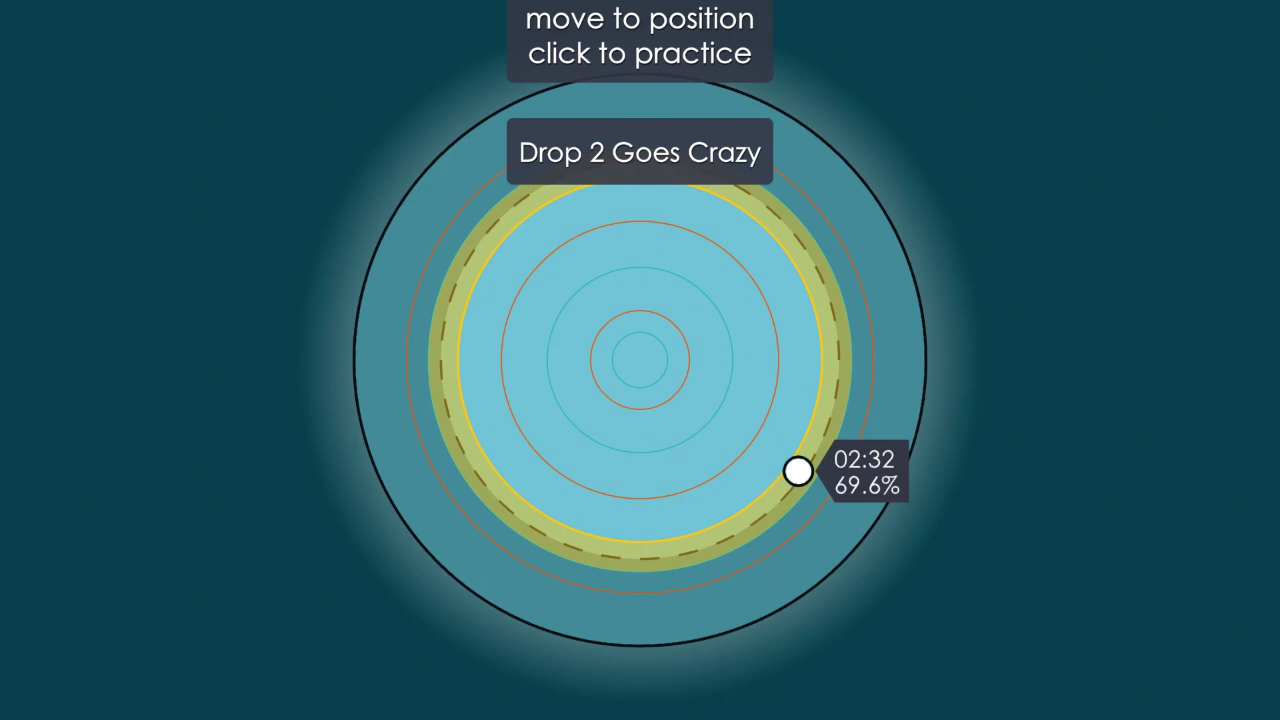 move to position
click to practice
Drop 2 Goes Crazy
02:32
69.6%